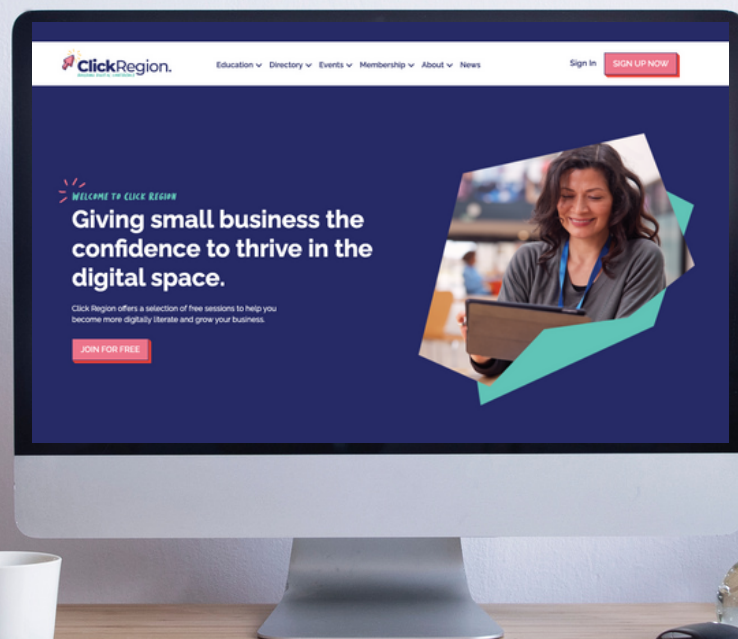 ClickRegion.
Education Directory Events Membership About News
Sign In
SIGN UP NOW
WELCOME TO CLICK REGION
Giving small business the
confidence to thrive in the
digital space.
Click Region offers a selection of free sessions to help you
become more digitally literate and grow your business.
JOIN FOR FREE